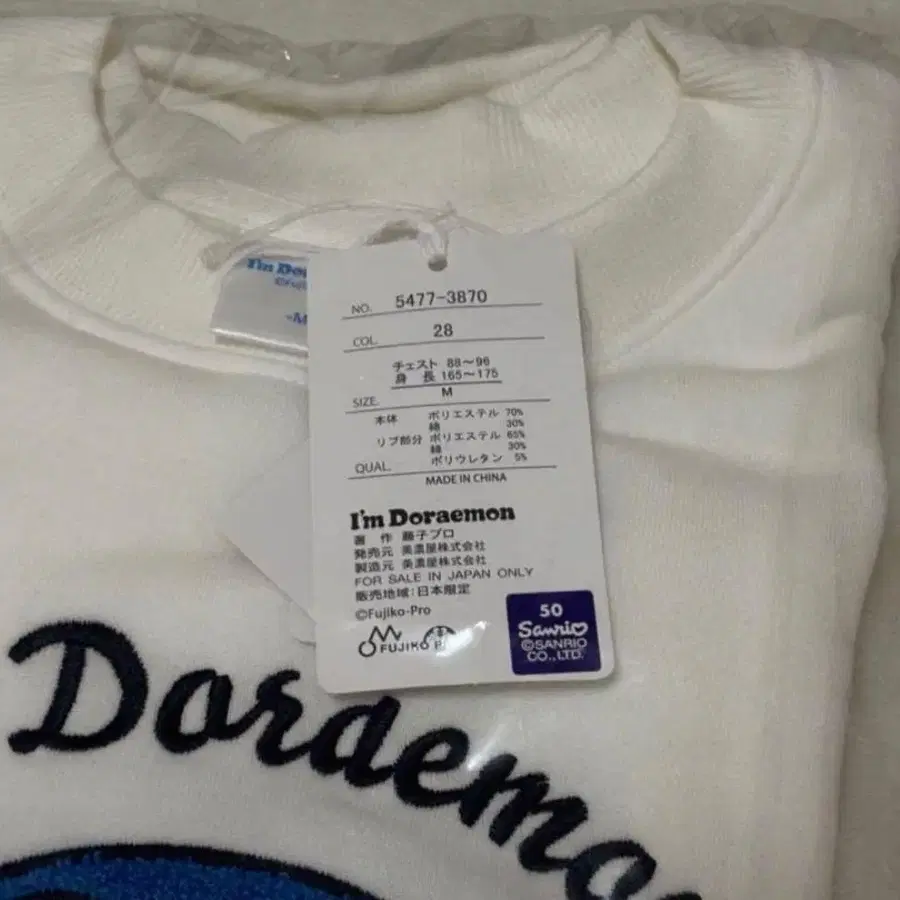 I'm Do
NO. 5477-3870
COL. 28
チェスト 88～96
身 長 165～175
SIZE. M
本体 ポリエステル 70%
綿 30%
リブ部分 ポリエステル 65%
綿 30%
QUAL. ポリウレタン 5%
MADE IN CHINA
I'm Doraemon
著 作 藤子プロ
発売元 美濃屋株式会社
製造元 美濃屋株式会社
FOR SALE IN JAPAN ONLY
販売地域:日本限定
©Fujiko-Pro
FUJIKO
50
Sanrio
©SANRIO
CO.,LTD.
Doraemo